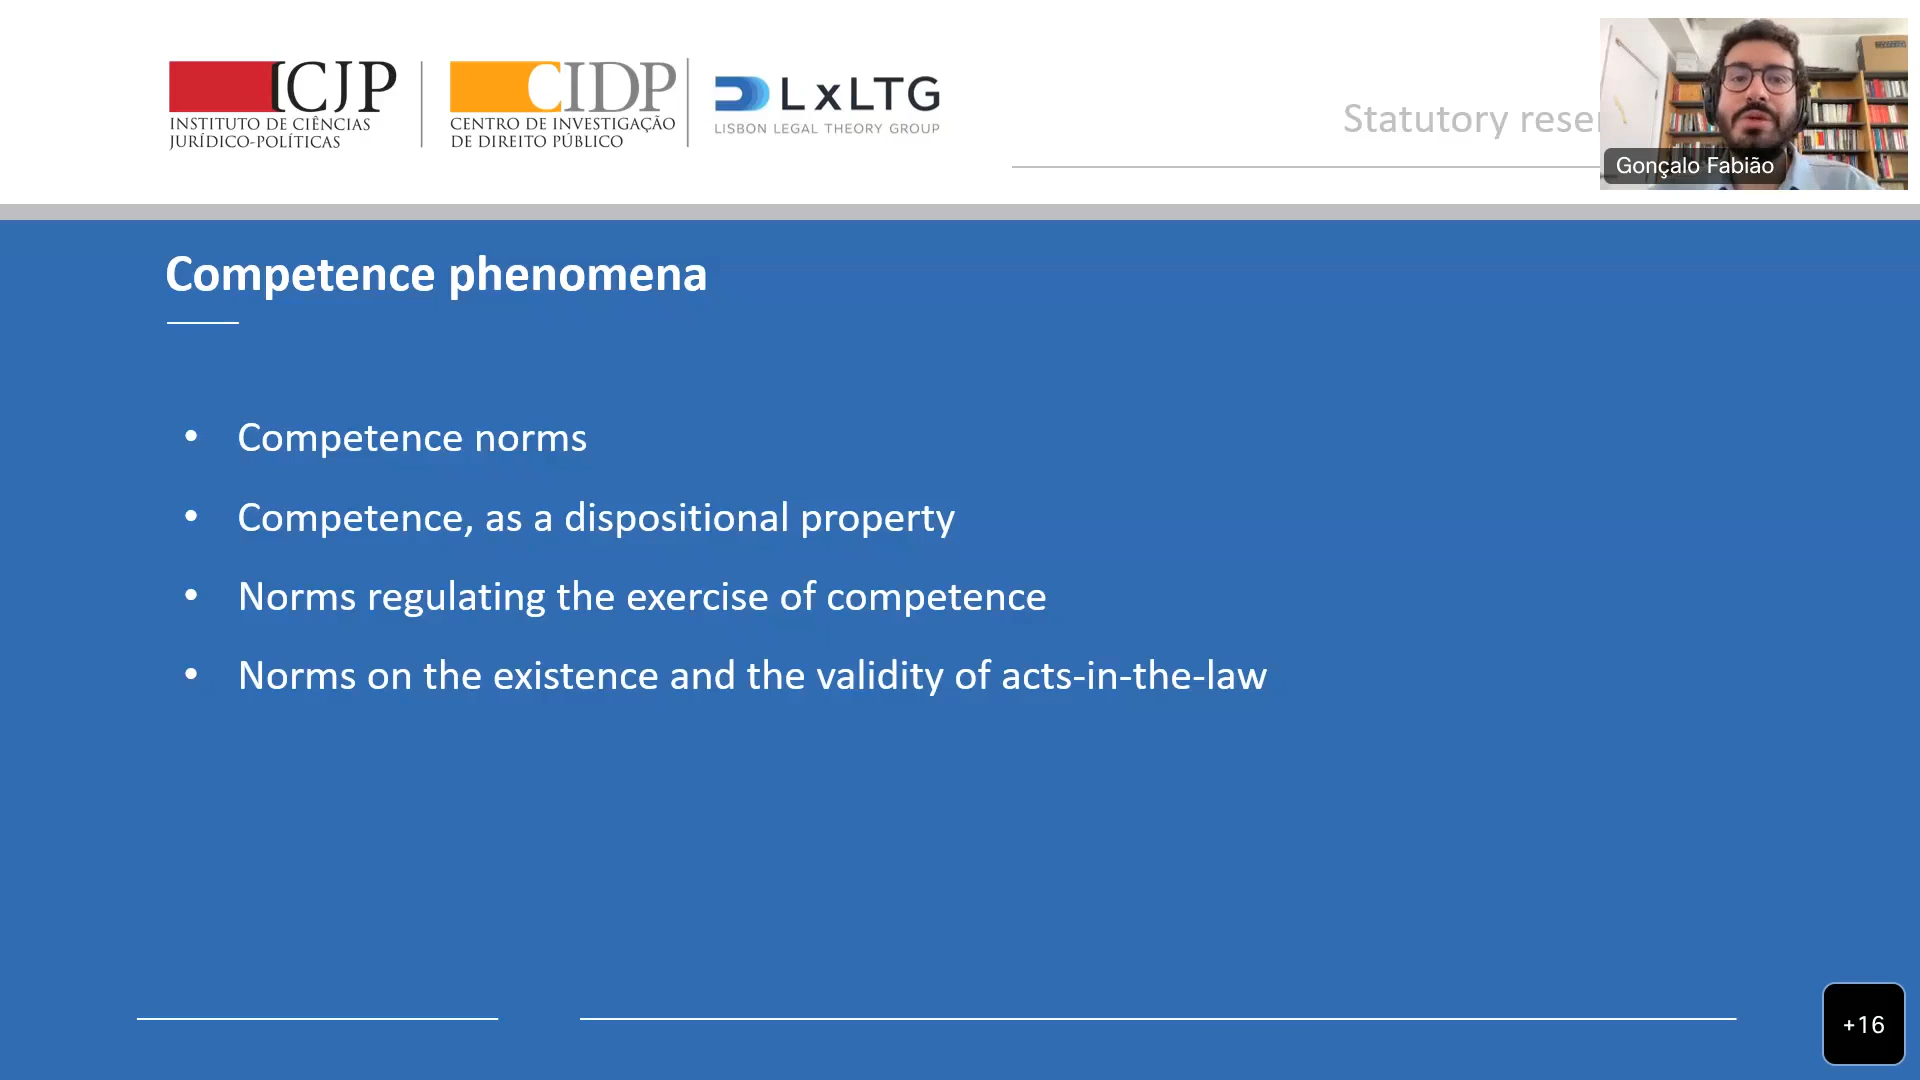 ICJP
INSTITUTO DE CIÊNCIAS
JURÍDICO-POLÍTICAS
CIDP
CENTRO DE INVESTIGAÇÃO
DE DIREITO PÚBLICO
LxLTG
LISBON LEGAL THEORY GROUP
Statutory
Gonçalo Fabião
Competence phenomena
• Competence norms
• Competence, as a dispositional property
• Norms regulating the exercise of competence
• Norms on the existence and the validity of acts-in-the-law
+16